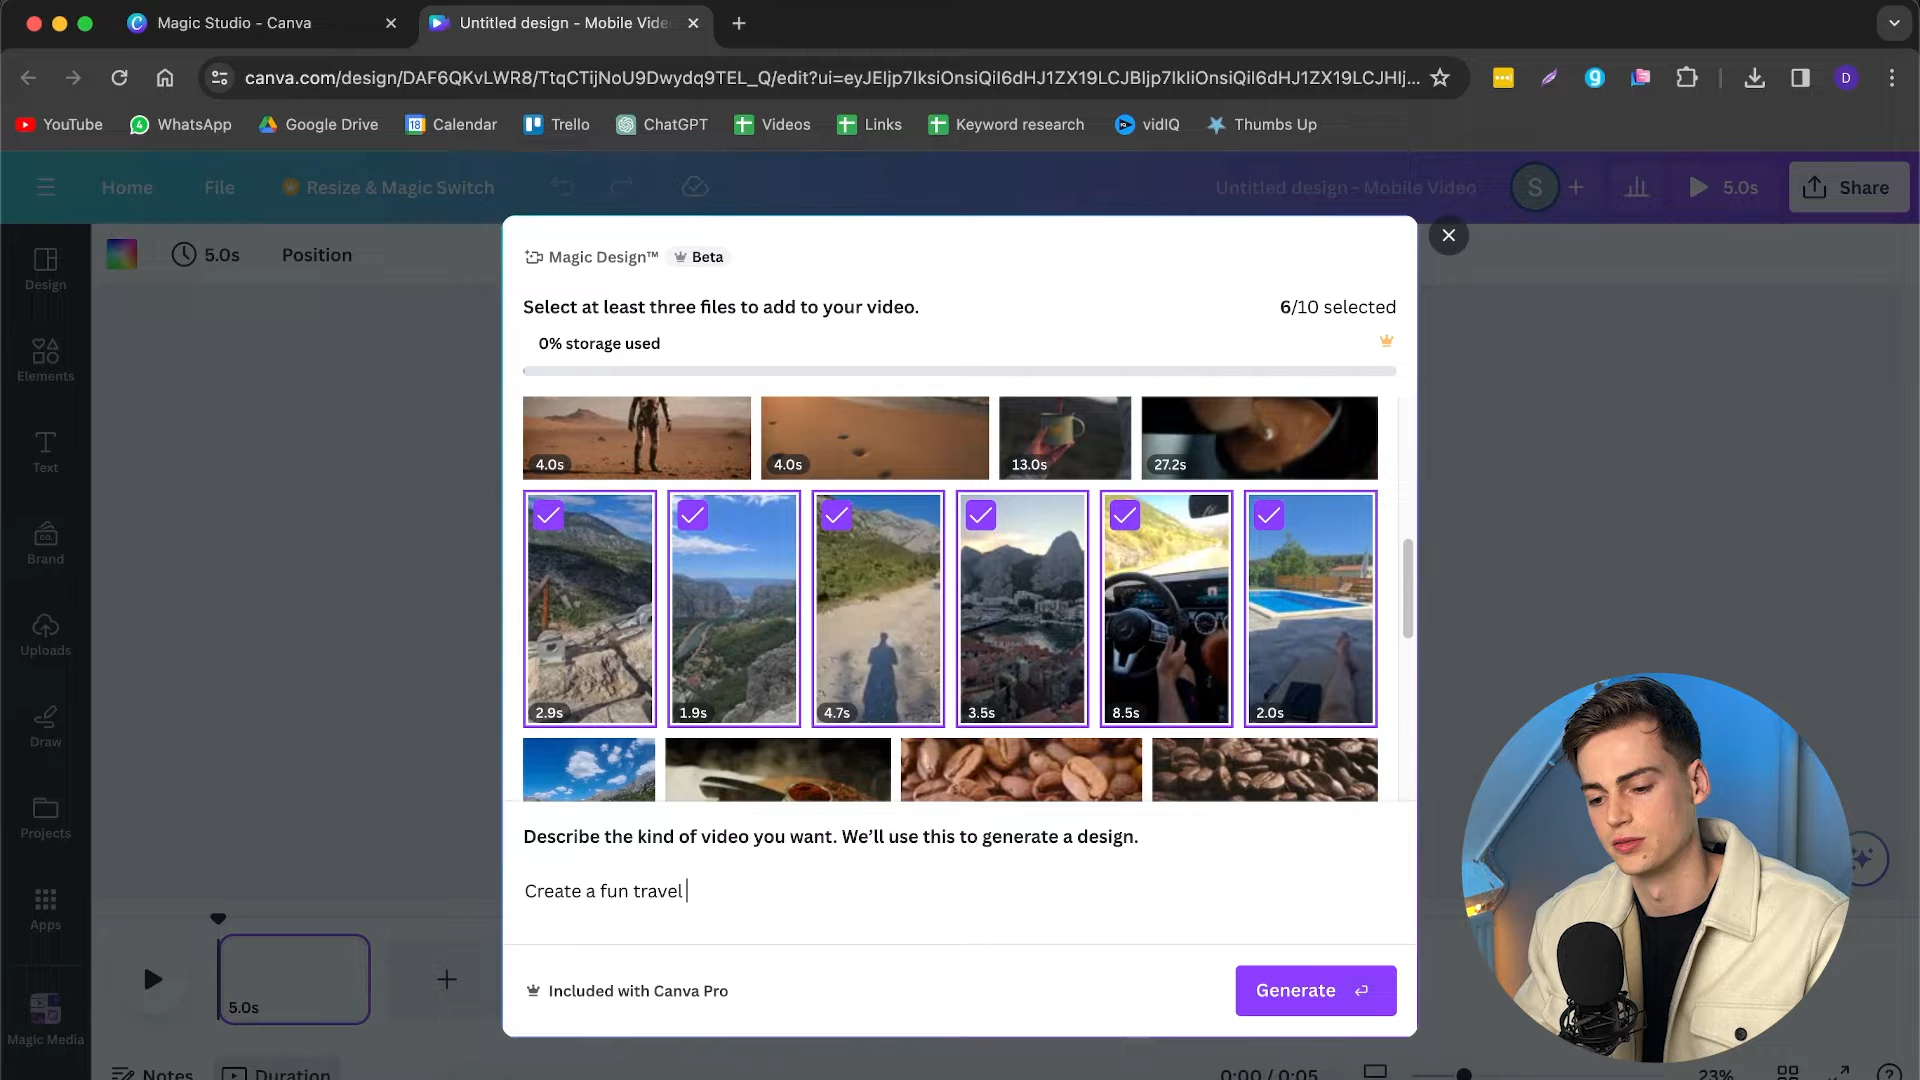 Magic Studio - Canva
Untitled design - Mobile Vide
canva.com/design/DAF6QKvLWR8/TtqCTijNoU9Dwydq9TEL_Q/edit?ui=eyJEIjp7IksiOnsiQiI6dHJ1ZX19LCJBIjp7IkIiOnsiQiI6dHJ1ZX19LCJHIj...
D
YouTube
WhatsApp
Google Drive
18
Calendar
Trello
ChatGPT
Videos
Links
Keyword research
vidIQ
Thumbs Up
Home
File
Resize & Magic Switch
Untitled design - Mobile Video
S
5.0s
Share
5.0s
Position
Design
Elements
Text
Brand
Uploads
Draw
Projects
Apps
Magic Media
Magic Design™
Beta
Select at least three files to add to your video.
6/10 selected
0% storage used
4.0s
4.0s
13.0s
27.2s
2.9s
1.9s
4.7s
3.5s
8.5s
2.0s
Describe the kind of video you want. We’ll use this to generate a design.
Create a fun travel
Included with Canva Pro
Generate
5.0s
Notes
Duration
0:00 / 0:05
23%